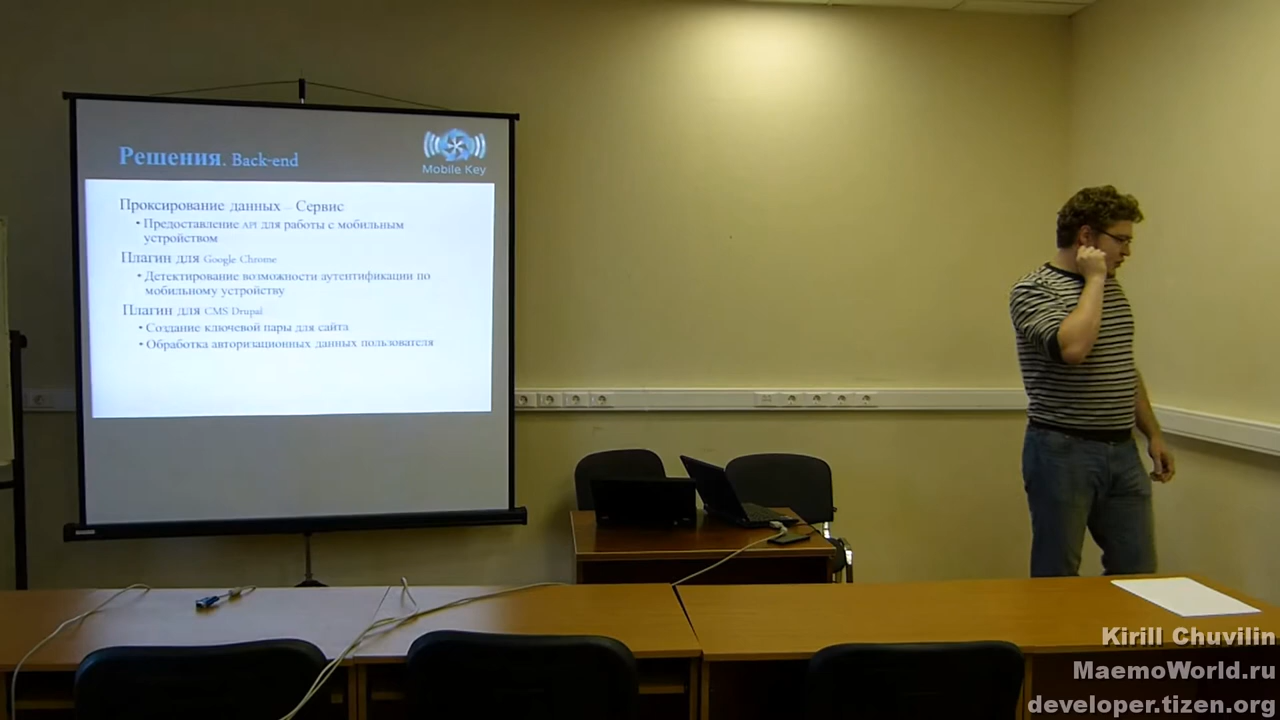 Решения. Back-end
Mobile Key
Проксирование данных – Сервис
• Предоставление API для работы с мобильным
устройством
Плагин для Google Chrome
• Детектирование возможности аутентификации по
мобильному устройству
Плагин для CMS Drupal
• Создание ключевой пары для сайта
• Обработка авторизационных данных пользователя
Kirill Chuvilin
MaemoWorld.ru
developer.tizen.org